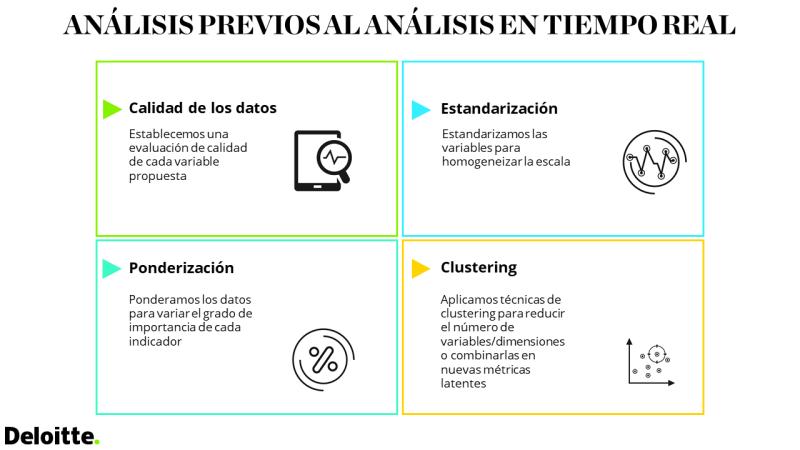 ANÁLISIS PREVIOS AL ANÁLISIS EN TIEMPO REAL
Calidad de los datos
Establecemos una
evaluación de calidad
de cada variable
propuesta
Estandarización
Estandarizamos las
variables para
homogeneizar la escala
Ponderización
Ponderamos los datos
para variar el grado de
importancia de cada
indicador
Clustering
Aplicamos técnicas de
clustering para reducir
el número de
variables/dimensiones
o combinarlas en
nuevas métricas
latentes
Deloitte.